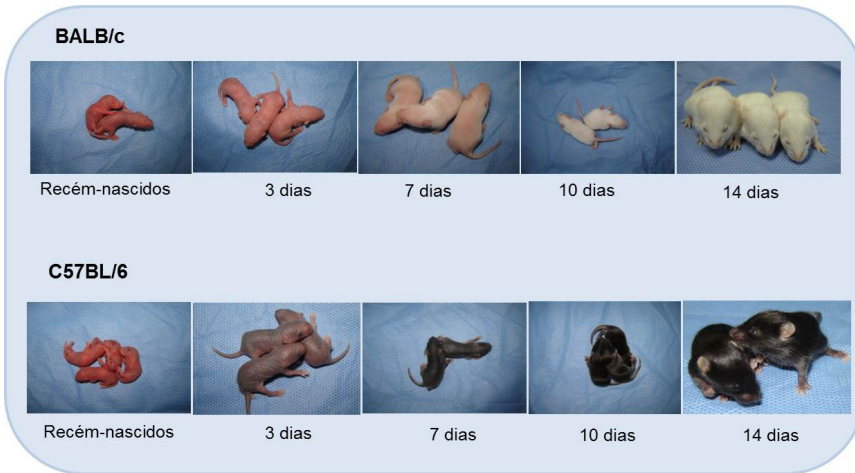 BALB/c
Recém-nascidos 3 dias 7 dias 10 dias 14 dias
C57BL/6
Recém-nascidos 3 dias 7 dias 10 dias 14 dias